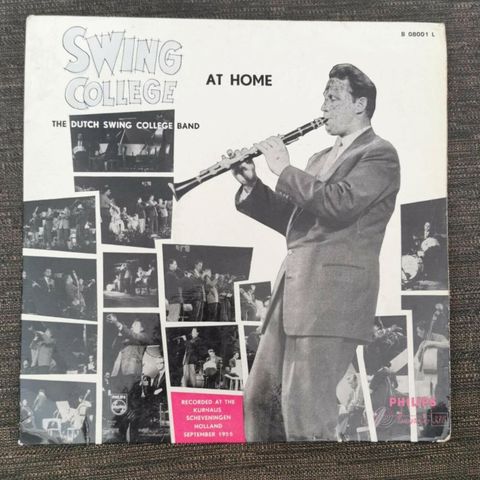 B 08001 L
SWING
COLLEGE
AT HOME
THE DUTCH SWING COLLEGE BAND
RECORDED AT THE
KURHAUS
SCHEVENINGEN
HOLLAND
SEPTEMBER 1955
PHILIPS
PHILIPS